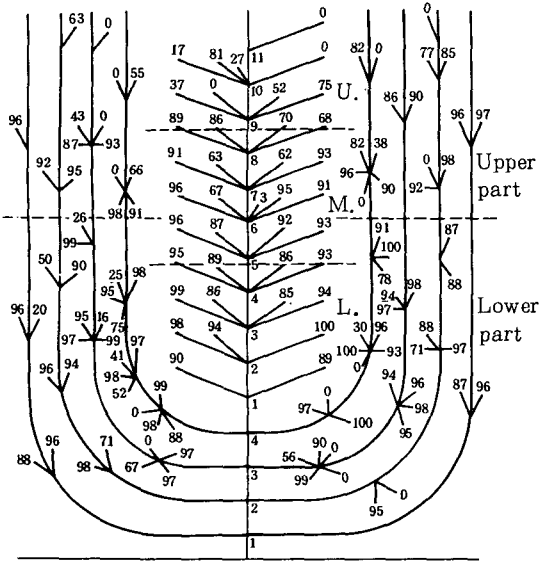 63 0 0 0
17 81 27 11 0 82 0 77 85
0 55 10 U.
37 0 52 75 86 90
43 0 9 96 97
89 86 70 68
87 93 8 82 38
91 63 62 93 0 98 Upper
96 92 95 0 66 7 96 90 92 part
96 67 3 95 91 M.
26 98 91 6
96 87 92 93 91 87
99 5 100
95 89 86 93 78 88
50 90 25 98 4
95 94 98
99 86 85 94 L. 97 Lower
96 20 95 16 3 30 96 88 part
75
98 94 100
97 99 100 93 71 97
41 97 2 0
90 89
96 94 98 94 96 87 96
52 1
99 98
0 97 100
98 88 0 95
96 71 0 4 90 0
88 98 67 97 56 0
97 3 99 0
2 95
1